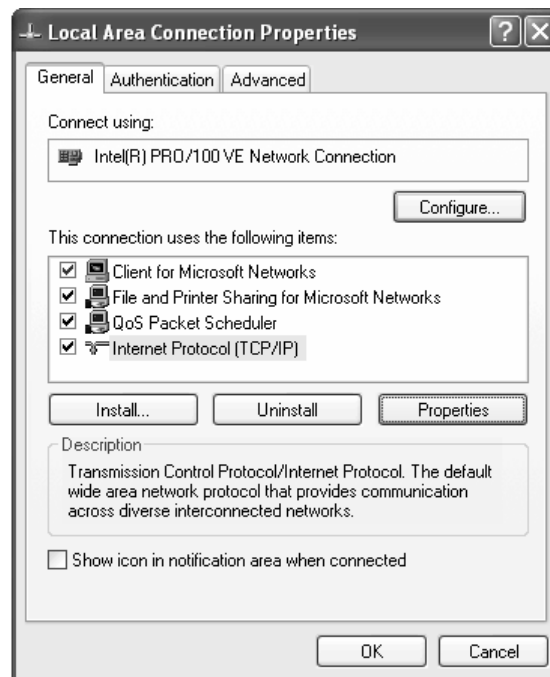 Local Area Connection Properties
General Authentication Advanced
Connect using:
Intel(R) PRO/100 VE Network Connection
Configure...
This connection uses the following items:
Client for Microsoft Networks
File and Printer Sharing for Microsoft Networks
QoS Packet Scheduler
Internet Protocol (TCP/IP)
Install... Uninstall Properties
Description
Transmission Control Protocol/Internet Protocol. The default
wide area network protocol that provides communication
across diverse interconnected networks.
Show icon in notification area when connected
OK Cancel